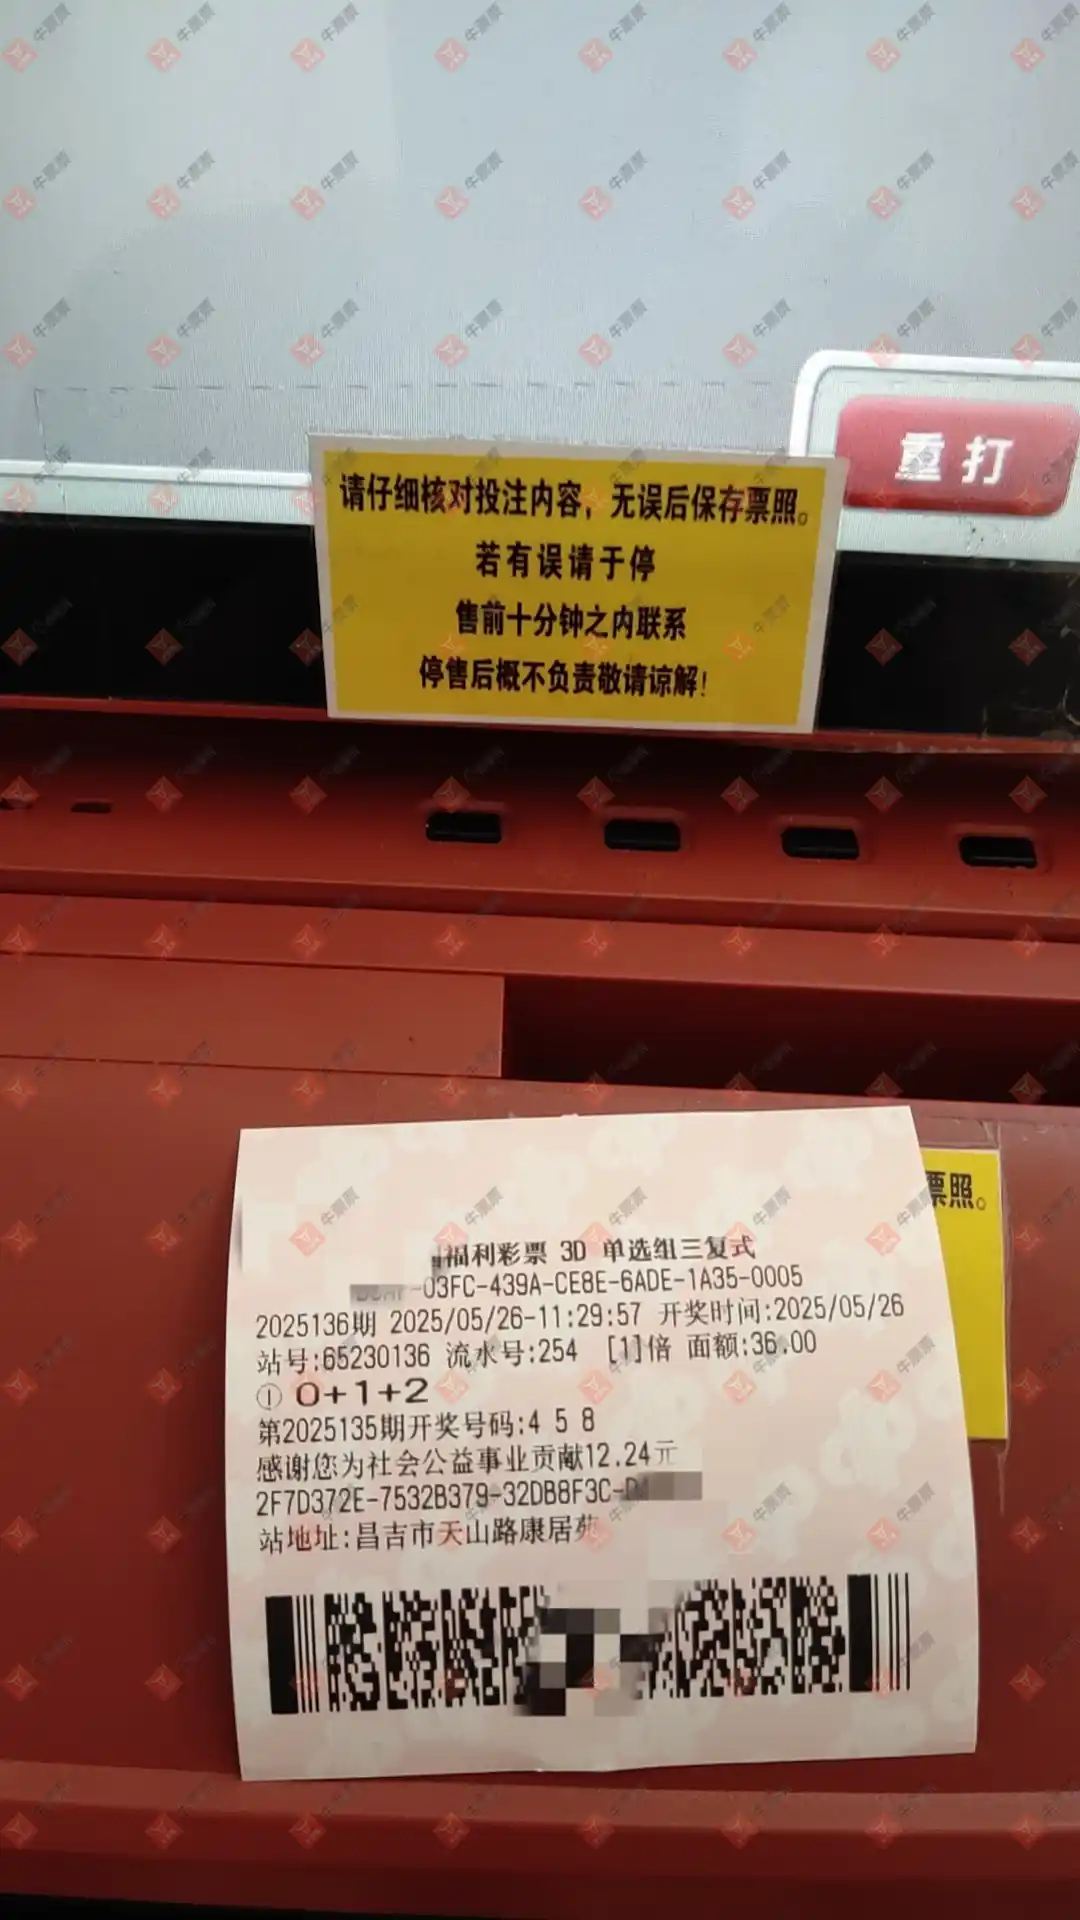 重打
请仔细核对投注内容，无误后保存票照。
若有误请于停
售前十分钟之内联系
停售后概不负责敬请谅解！
票照。
福利彩票 3D 单选组三复式
-03FC-439A-CE8E-6ADE-1A35-0005
2025136期 2025/05/26-11:29:57 开奖时间:2025/05/26
站号:65230136 流水号:254 [1]倍 面额:36.00
① 0+1+2
第2025135期开奖号码:4 5 8
感谢您为社会公益事业贡献12.24元
2F7D372E-7532B379-32DB8F3C-
站地址:昌吉市天山路康居苑
牛票票